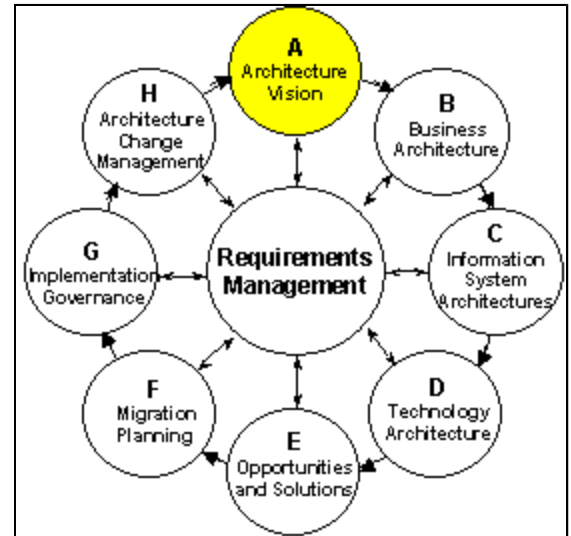 A
Architecture
Vision
B
Business
Architecture
C
Information
System
Architectures
D
Technology
Architecture
E
Opportunities
and Solutions
F
Migration
Planning
G
Implementation
Governance
H
Architecture
Change
Management
Requirements
Management